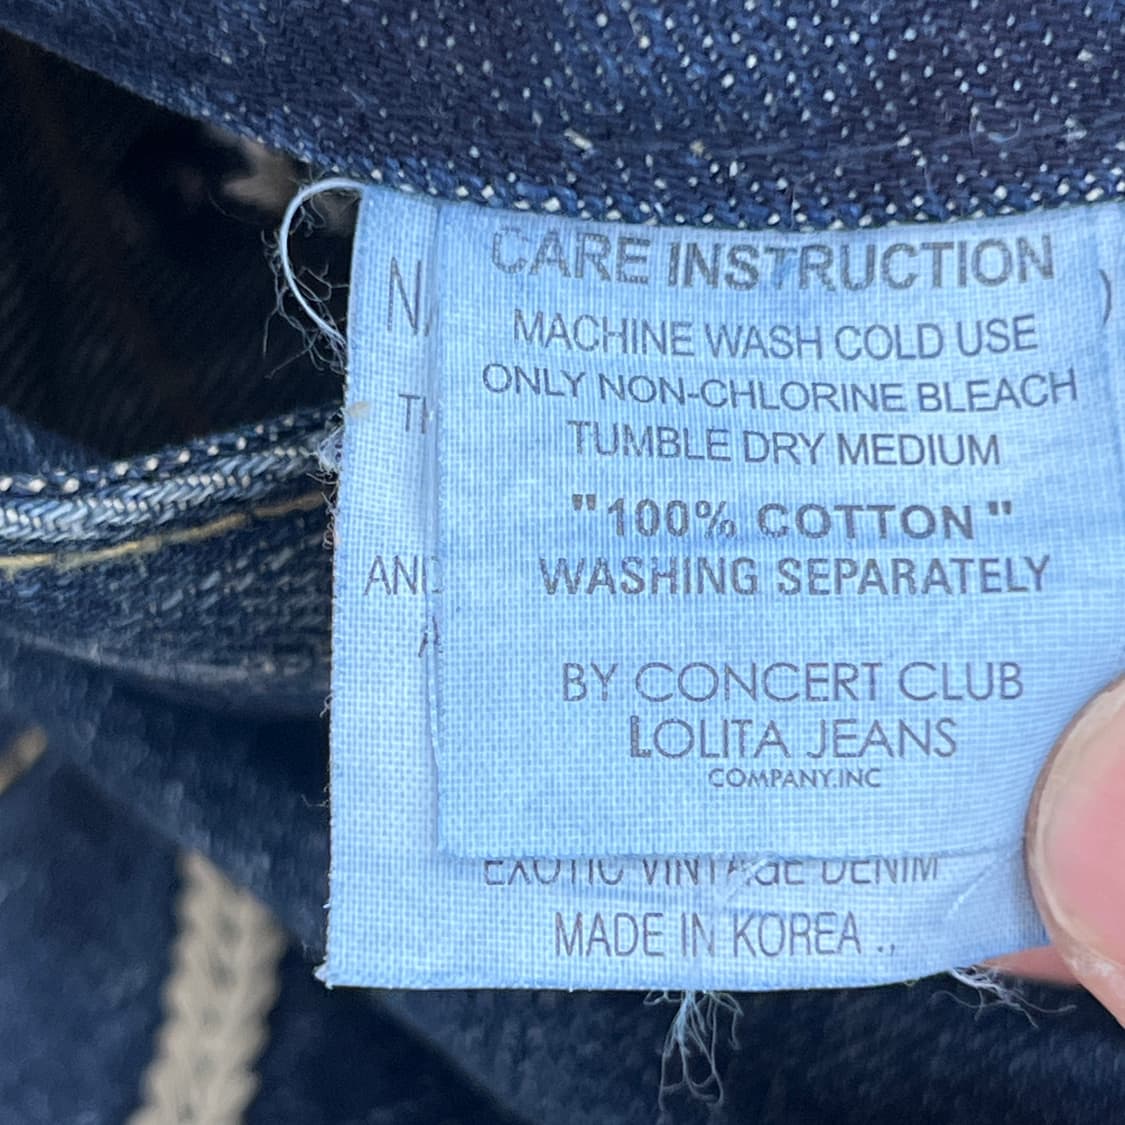 CARE INSTRUCTION
MACHINE WASH COLD USE
ONLY NON-CHLORINE BLEACH
TUMBLE DRY MEDIUM
"100% COTTON"
WASHING SEPARATELY
BY CONCERT CLUB
LOLITA JEANS
COMPANY.INC
EXOTIC VINTAGE DENIM
MADE IN KOREA .,